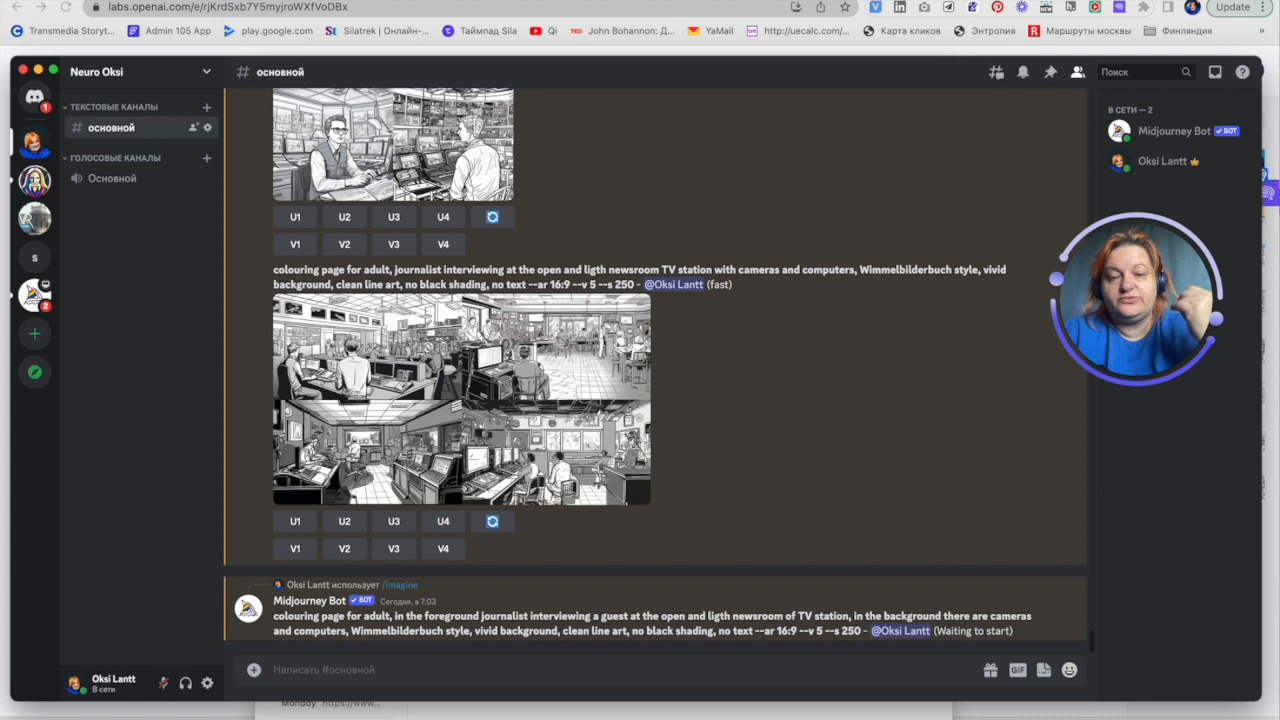 labs.openai.com/e/rjKrdSxb7Y5myjroWXfVoDBx
Update
Transmedia Storyt...
Admin 105 App
play.google.com
Silatrek | Онлайн-...
Таймпад Sila
Qi
TED John Bohannon: Д...
YaMail
http://uecalc.com/...
Карта кликов
Энтропия
Маршруты москвы
Финляндия
»
Neuro Oksi
# основной
Поиск
ТЕКСТОВЫЕ КАНАЛЫ
# основной
ГОЛОСОВЫЕ КАНАЛЫ
Основной
1
S
2
U1 U2 U3 U4
V1 V2 V3 V4
colouring page for adult, journalist interviewing at the open and ligth newsroom TV station with cameras and computers, Wimmelbilderbuch style, vivid
background, clean line art, no black shading, no text --ar 16:9 --v 5 --s 250 - @Oksi Lantt (fast)
U1 U2 U3 U4
V1 V2 V3 V4
Oksi Lantt использует /imagine
Midjourney Bot ✓ БОТ Сегодня, в 7:03
colouring page for adult, in the foreground journalist interviewing a guest at the open and ligth newsroom of TV station, in the background there are cameras
and computers, Wimmelbilderbuch style, vivid background, clean line art, no black shading, no text --ar 16:9 --v 5 --s 250 - @Oksi Lantt (Waiting to start)
Написать #основной
GIF
Oksi Lantt
В сети
В СЕТИ — 2
Midjourney Bot ✓ БОТ
Oksi Lantt
Monday https://www...